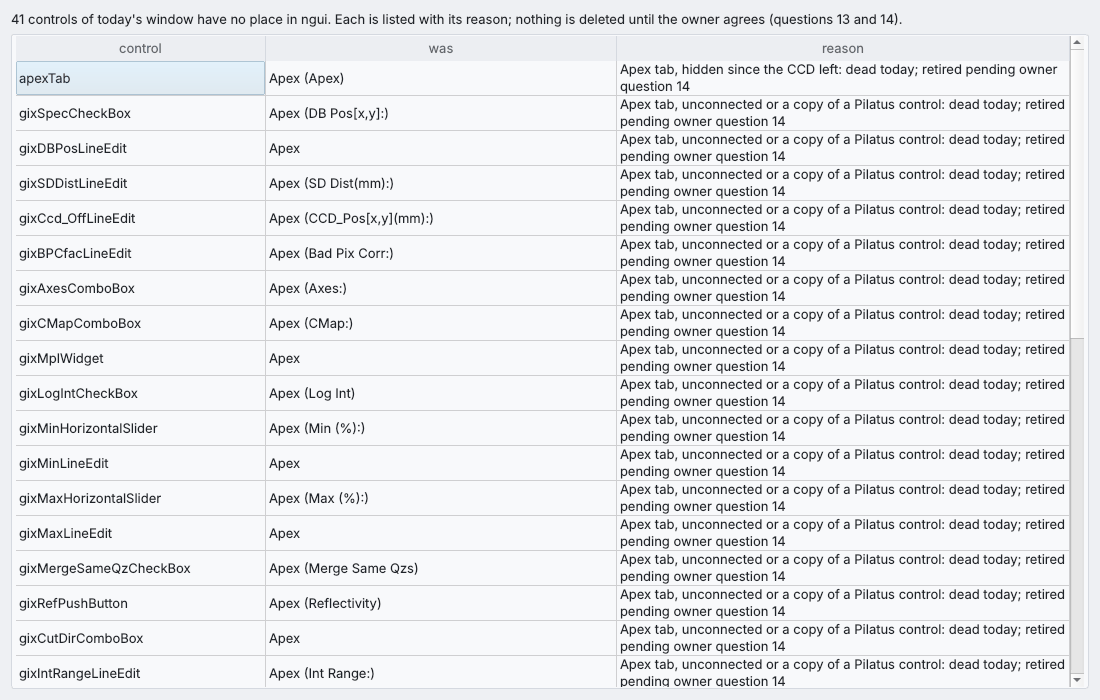 41 controls of today's window have no place in ngui. Each is listed with its reason; nothing is deleted until the owner agrees (questions 13 and 14).
control was reason
apexTab Apex (Apex) Apex tab, hidden since the CCD left: dead today; retired pending owner
question 14
gixSpecCheckBox Apex (DB Pos[x,y]:) Apex tab, unconnected or a copy of a Pilatus control: dead today; retired
pending owner question 14
gixDBPosLineEdit Apex Apex tab, unconnected or a copy of a Pilatus control: dead today; retired
pending owner question 14
gixSDDistLineEdit Apex (SD Dist(mm):) Apex tab, unconnected or a copy of a Pilatus control: dead today; retired
pending owner question 14
gixCcd_OffLineEdit Apex (CCD_Pos[x,y](mm):) Apex tab, unconnected or a copy of a Pilatus control: dead today; retired
pending owner question 14
gixBPCfacLineEdit Apex (Bad Pix Corr:) Apex tab, unconnected or a copy of a Pilatus control: dead today; retired
pending owner question 14
gixAxesComboBox Apex (Axes:) Apex tab, unconnected or a copy of a Pilatus control: dead today; retired
pending owner question 14
gixCMapComboBox Apex (CMap:) Apex tab, unconnected or a copy of a Pilatus control: dead today; retired
pending owner question 14
gixMplWidget Apex Apex tab, unconnected or a copy of a Pilatus control: dead today; retired
pending owner question 14
gixLogIntCheckBox Apex (Log Int) Apex tab, unconnected or a copy of a Pilatus control: dead today; retired
pending owner question 14
gixMinHorizontalSlider Apex (Min (%):) Apex tab, unconnected or a copy of a Pilatus control: dead today; retired
pending owner question 14
gixMinLineEdit Apex Apex tab, unconnected or a copy of a Pilatus control: dead today; retired
pending owner question 14
gixMaxHorizontalSlider Apex (Max (%):) Apex tab, unconnected or a copy of a Pilatus control: dead today; retired
pending owner question 14
gixMaxLineEdit Apex Apex tab, unconnected or a copy of a Pilatus control: dead today; retired
pending owner question 14
gixMergeSameQzCheckBox Apex (Merge Same Qzs) Apex tab, unconnected or a copy of a Pilatus control: dead today; retired
pending owner question 14
gixRefPushButton Apex (Reflectivity) Apex tab, unconnected or a copy of a Pilatus control: dead today; retired
pending owner question 14
gixCutDirComboBox Apex Apex tab, unconnected or a copy of a Pilatus control: dead today; retired
pending owner question 14
gixIntRangeLineEdit Apex (Int Range:) Apex tab, unconnected or a copy of a Pilatus control: dead today; retired
pending owner question 14